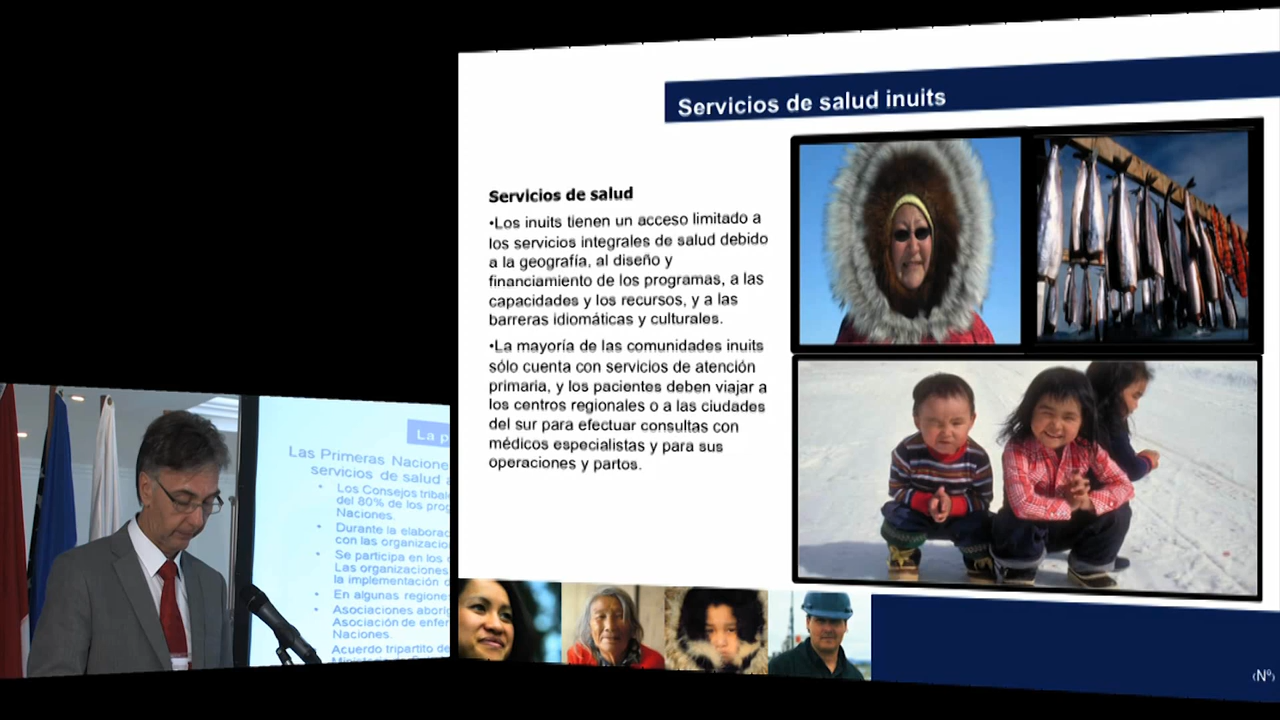 Servicios de salud inuits
Servicios de salud
•Los inuits tienen un acceso limitado a
los servicios integrales de salud debido
a la geografía, al diseño y
financiamiento de los programas, a las
capacidades y los recursos, y a las
barreras idiomáticas y culturales.
•La mayoría de las comunidades inuits
sólo cuenta con servicios de atención
primaria, y los pacientes deben viajar a
los centros regionales o a las ciudades
del sur para efectuar consultas con
médicos especialistas y para sus
operaciones y partos.
‹Nº›
La p
Las Primeras Nacione
servicios de salud a
• Los Consejos tribal
del 80% de los prog
Naciones.
• Durante la elaborac
con las organizacio
• Se participa en los
Las organizaciones
la implementación d
• En algunas regione
• Asociaciones aboríg
Asociación de enfer
Naciones.
Acuerdo tripartito de